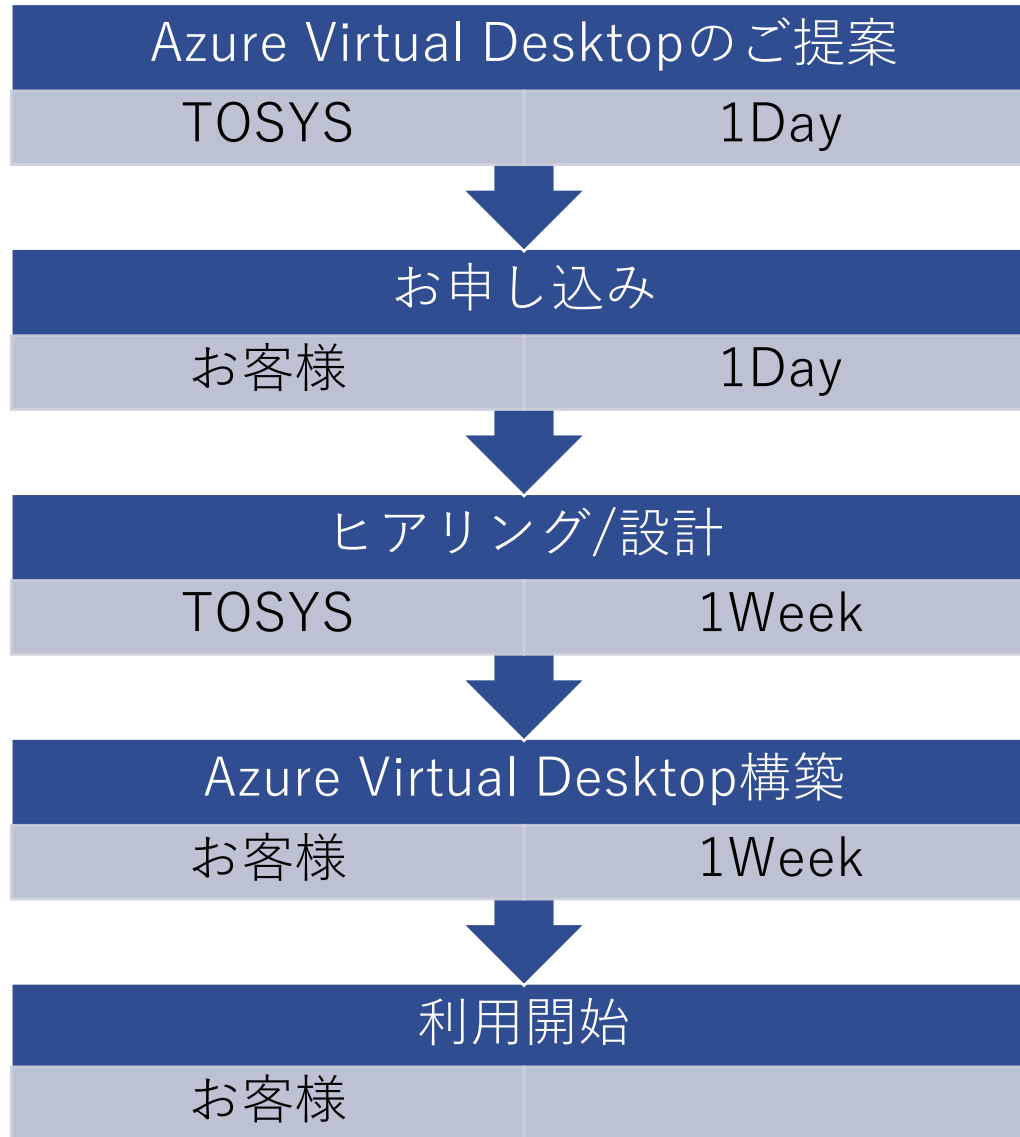 Azure Virtual Desktopのご提案
TOSYS 1Day
お申し込み
お客様 1Day
ヒアリング/設計
TOSYS 1Week
Azure Virtual Desktop構築
お客様 1Week
利用開始
お客様